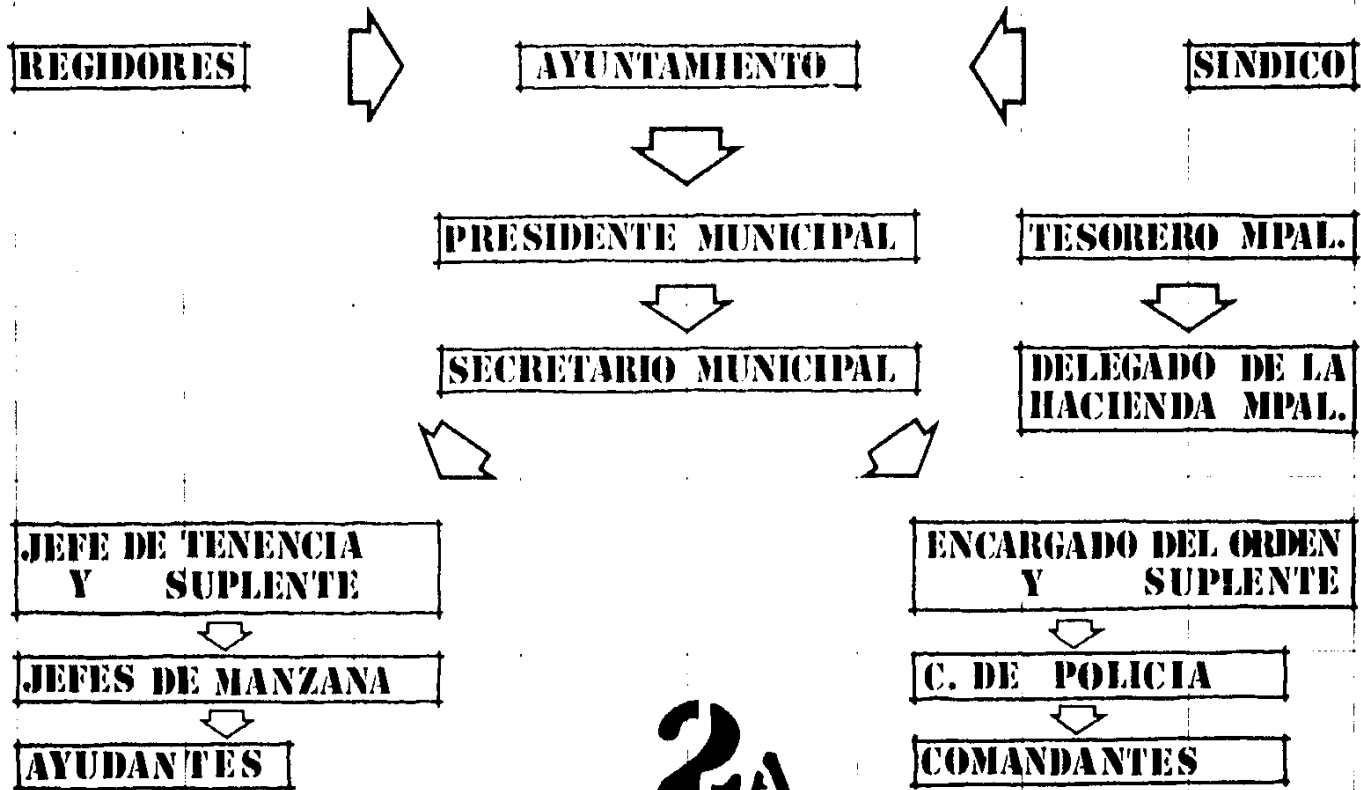 REGIDORES
AYUNTAMIENTO
SINDICO
PRESIDENTE MUNICIPAL
TESORERO MPAL.
SECRETARIO MUNICIPAL
DELEGADO DE LA
HACIENDA MPAL.
JEFE DE TENENCIA
Y SUPLENTE
ENCARGADO DEL ORDEN
Y SUPLENTE
JEFES DE MANZANA
C. DE POLICIA
AYUDANTES
COMANDANTES
2A